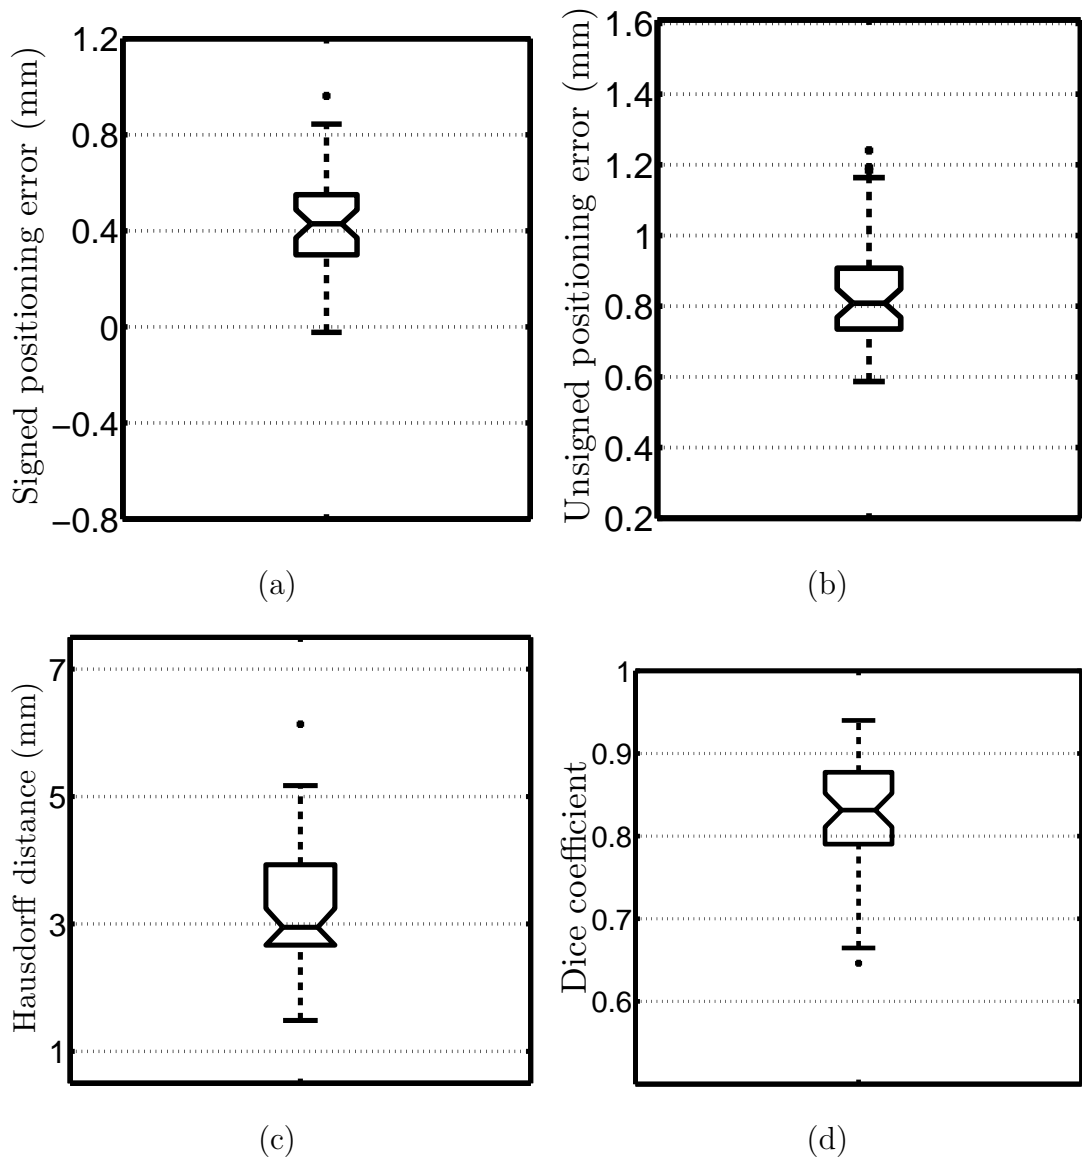 Signed positioning error (mm)
1.2
0.8
0.4
0
−0.4
−0.8
(a)
Unsigned positioning error (mm)
1.6
1.4
1.2
1
0.8
0.6
0.4
0.2
(b)
Hausdorff distance (mm)
7
5
3
1
(c)
Dice coefficient
1
0.9
0.8
0.7
0.6
(d)